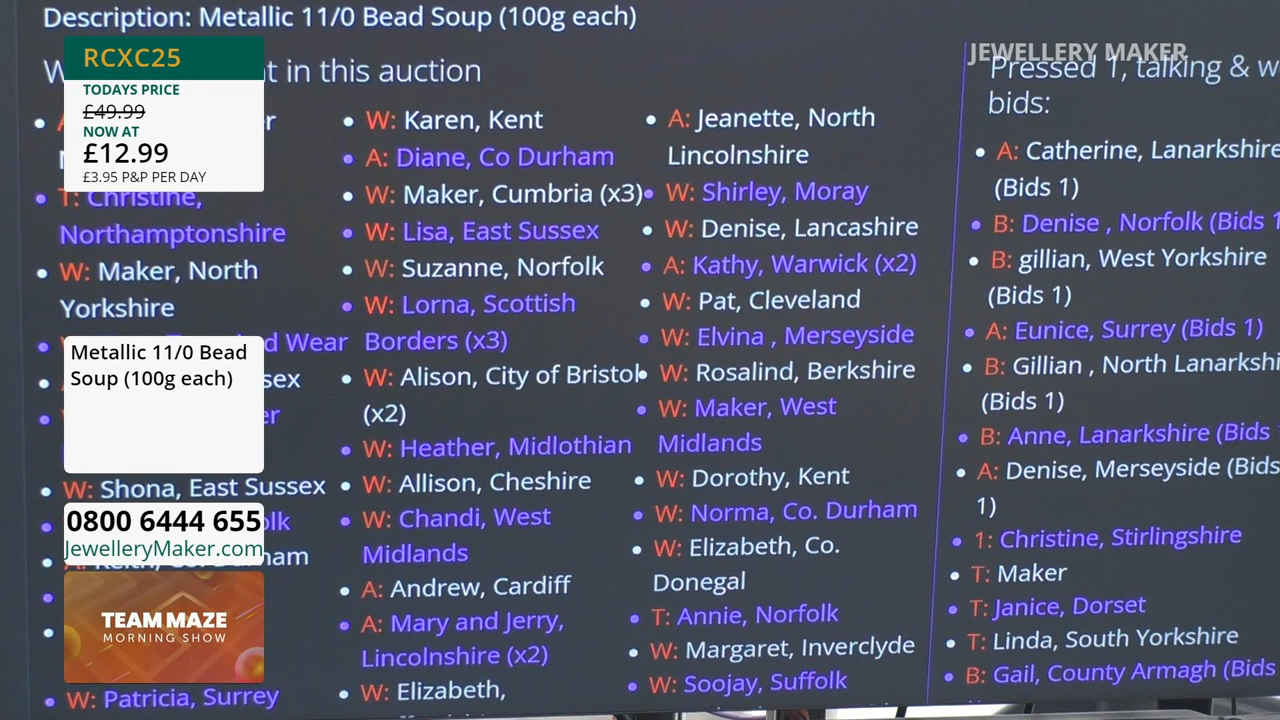 Description: Metallic 11/0 Bead Soup (100g each)
JEWELLERY MAKER
RCXC25
TODAYS PRICE
£49.99
NOW AT
£12.99
£3.95 P&P PER DAY
Metallic 11/0 Bead
Soup (100g each)
0800 6444 655
JewelleryMaker.com
TEAM MAZE
MORNING SHOW
in this auction
T: Christine,
Northamptonshire
W: Maker, North
Yorkshire
Wear
W: Shona, East Sussex
W: Patricia, Surrey
W: Karen, Kent
A: Diane, Co Durham
W: Maker, Cumbria (x3)
W: Lisa, East Sussex
W: Suzanne, Norfolk
W: Lorna, Scottish
Borders (x3)
W: Alison, City of Bristol
(x2)
W: Heather, Midlothian
W: Allison, Cheshire
W: Chandi, West
Midlands
A: Andrew, Cardiff
A: Mary and Jerry,
Lincolnshire (x2)
W: Elizabeth,
A: Jeanette, North
Lincolnshire
W: Shirley, Moray
W: Denise, Lancashire
A: Kathy, Warwick (x2)
W: Pat, Cleveland
W: Elvina , Merseyside
W: Rosalind, Berkshire
W: Maker, West
Midlands
W: Dorothy, Kent
W: Norma, Co. Durham
W: Elizabeth, Co.
Donegal
T: Annie, Norfolk
W: Margaret, Inverclyde
W: Soojay, Suffolk
Pressed 1, talking & w
bids:
A: Catherine, Lanarkshire
(Bids 1)
B: Denise , Norfolk (Bids 1
B: gillian, West Yorkshire
(Bids 1)
A: Eunice, Surrey (Bids 1)
B: Gillian , North Lanarkshi
(Bids 1)
B: Anne, Lanarkshire (Bids
A: Denise, Merseyside (Bids
1)
1: Christine, Stirlingshire
T: Maker
T: Janice, Dorset
T: Linda, South Yorkshire
B: Gail, County Armagh (Bids